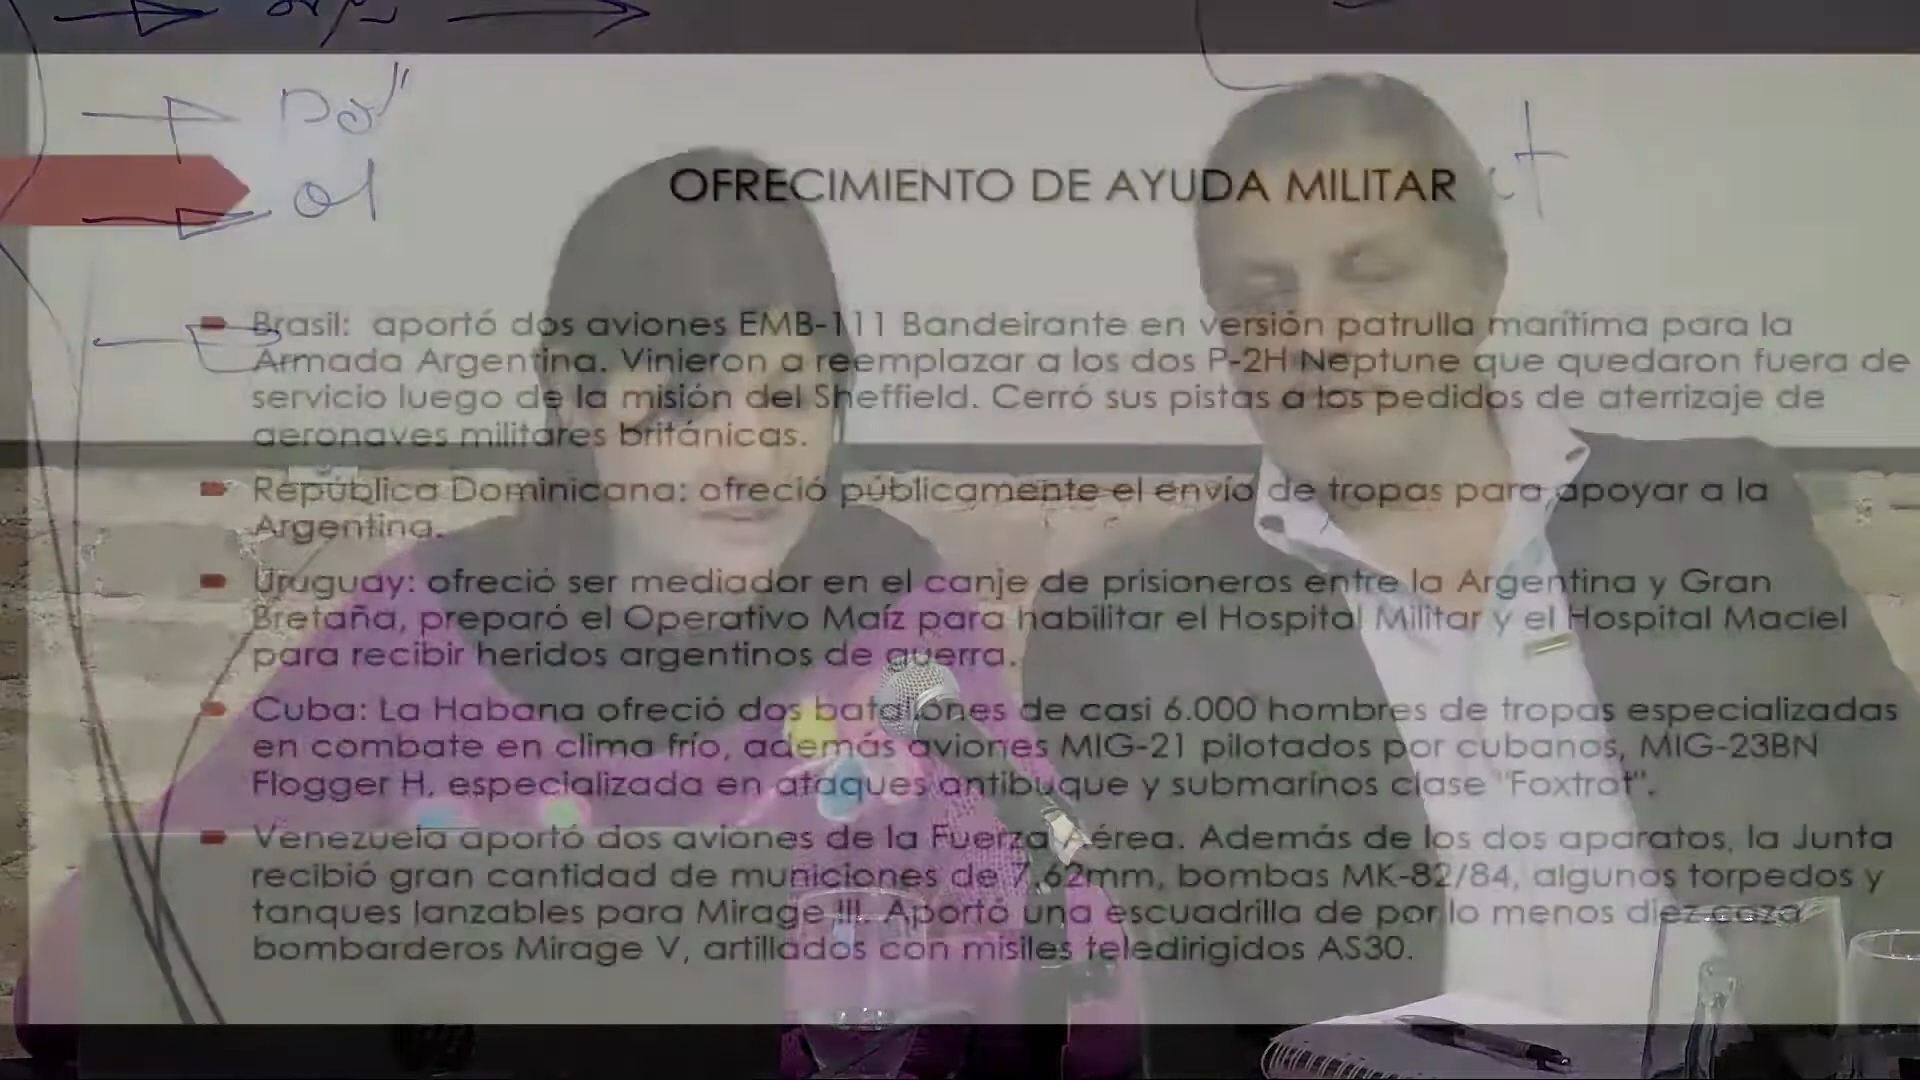 OFRECIMIENTO DE AYUDA MILITAR
Brasil: aportó dos aviones EMB-111 Bandeirante en versión patrulla marítima para la
Armada Argentina. Vinieron a reemplazar a los dos P-2H Neptune que quedaron fuera de
servicio luego de la misión del Sheffield. Cerró sus pistas a los pedidos de aterrizaje de
aeronaves militares británicas.
República Dominicana: ofreció públicamente el envío de tropas para apoyar a la
Argentina.
Uruguay: ofreció ser mediador en el canje de prisioneros entre la Argentina y Gran
Bretaña, preparó el Operativo Maíz para habilitar el Hospital Militar y el Hospital Maciel
para recibir heridos argentinos de guerra.
Cuba: La Habana ofreció dos batallones de casi 6.000 hombres de tropas especializadas
en combate en clima frío, además aviones MIG-21 pilotados por cubanos, MIG-23BN
Flogger H, especializada en ataques antibuque y submarinos clase "Foxtrot".
Venezuela aportó dos aviones de la Fuerza Aérea. Además de los dos aparatos, la Junta
recibió gran cantidad de municiones de 7,62mm, bombas MK-82/84, algunos torpedos y
tanques lanzables para Mirage III. Aportó una escuadrilla de por lo menos diez caza
bombarderos Mirage V, artillados con misiles teledirigidos AS30.